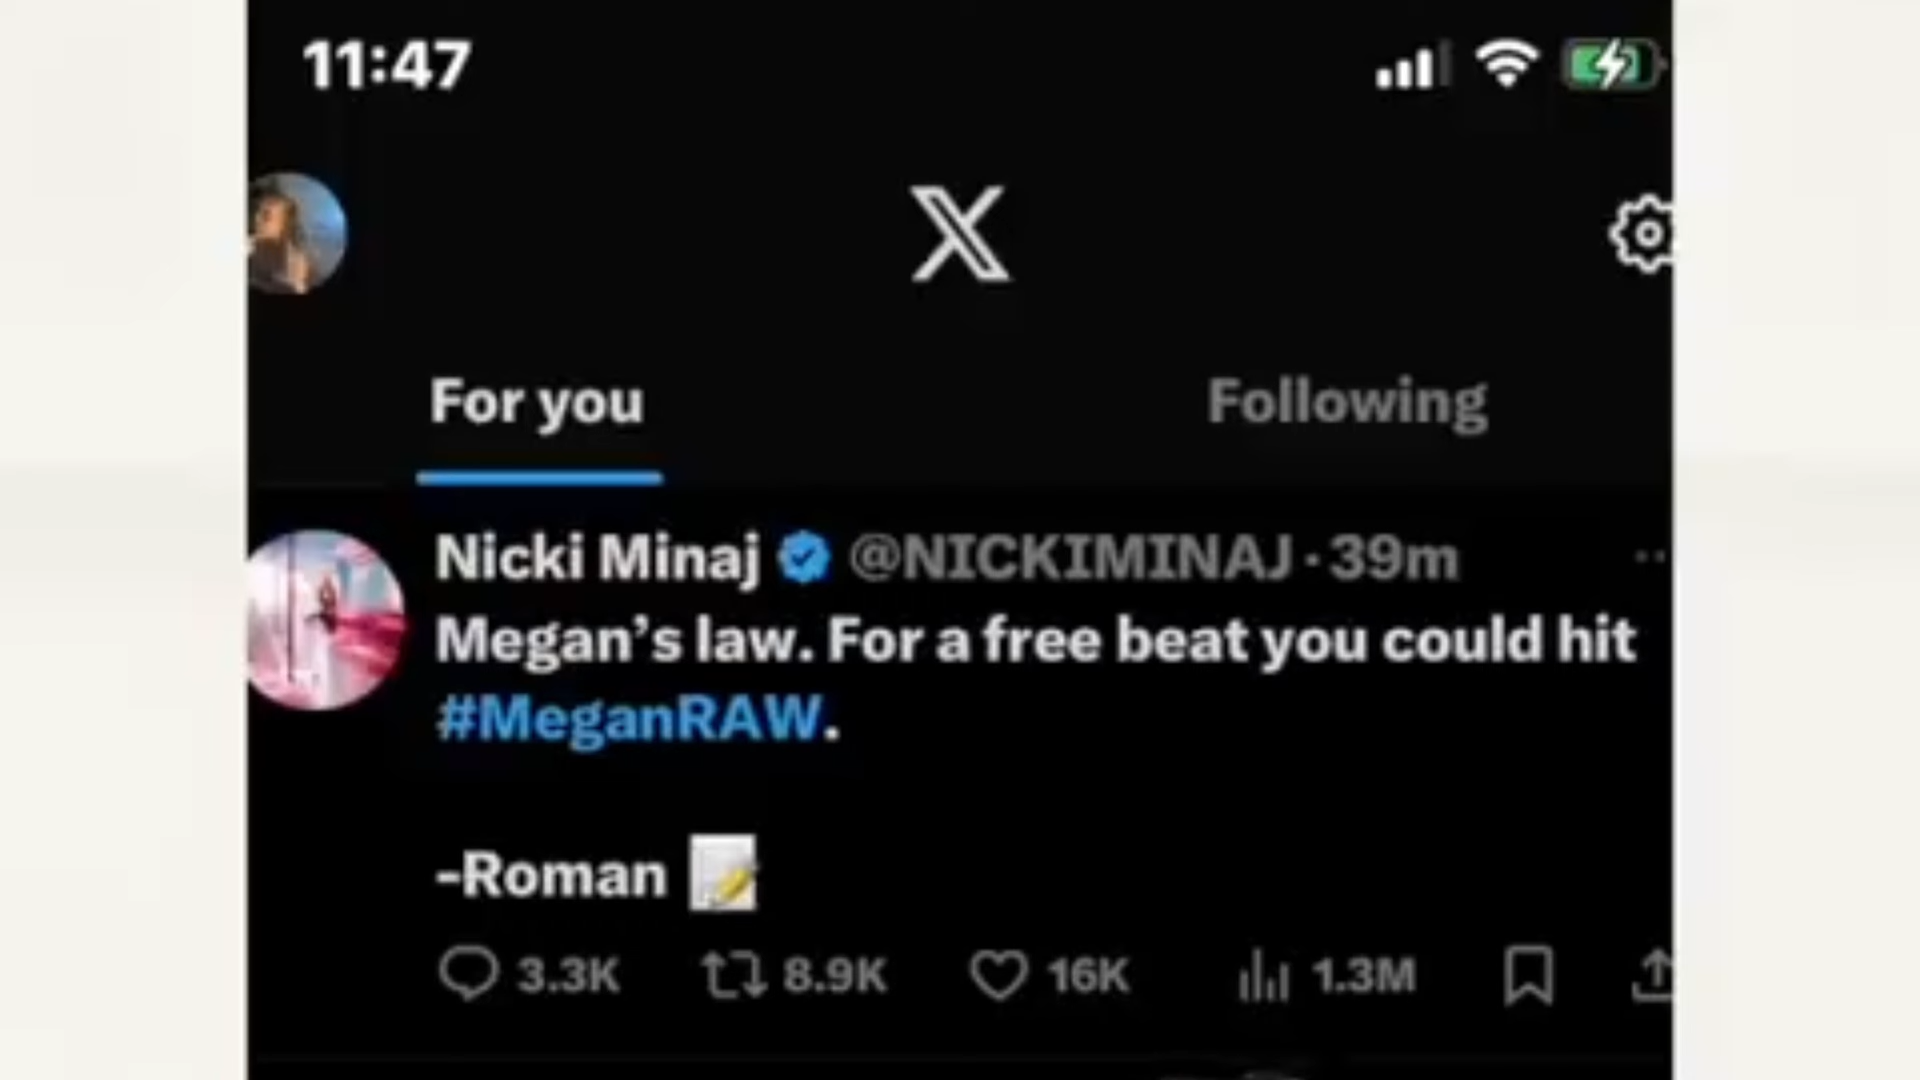 11:47
For you Following
Nicki Minaj @NICKIMINAJ · 39m
Megan’s law. For a free beat you could hit
#MeganRAW.
-Roman 📝
3.3K 8.9K 16K 1.3M